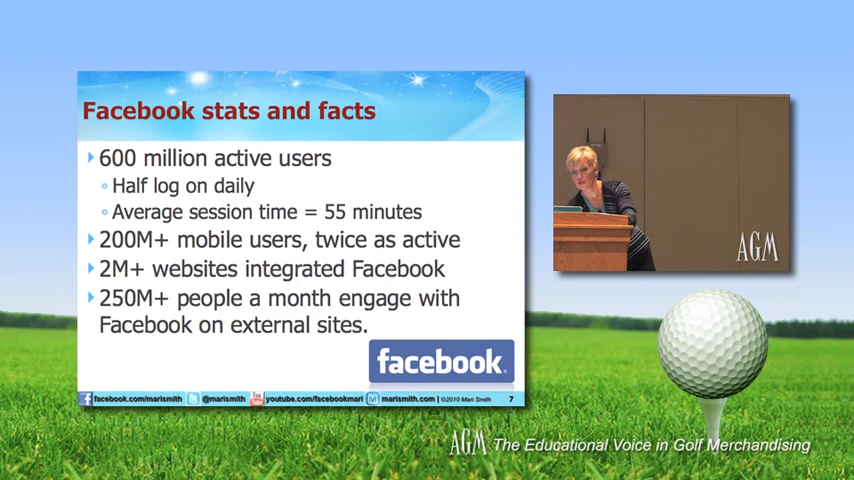 Facebook stats and facts
600 million active users
Half log on daily
Average session time = 55 minutes
200M+ mobile users, twice as active
2M+ websites integrated Facebook
250M+ people a month engage with
Facebook on external sites.
facebook.
facebook.com/marismith @marismith You Tube youtube.com/facebookmari marismith.com | ©2010 Mari Smith 7
AGM
AGM The Educational Voice in Golf Merchandising